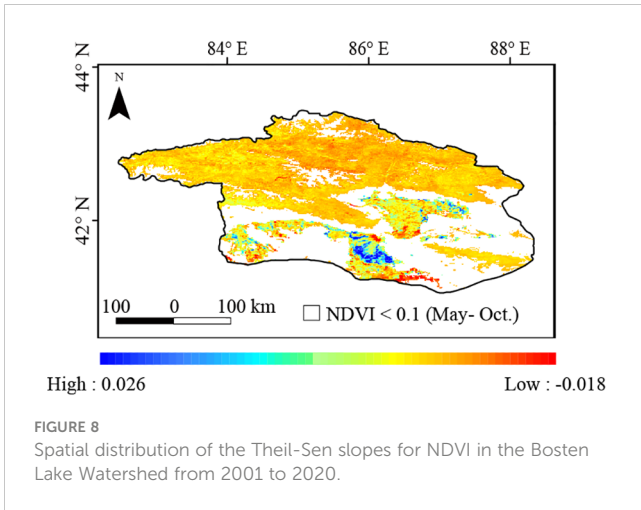 84° E 86° E 88° E
44° N
N
42° N
100 0 100 km
NDVI < 0.1 (May- Oct.)
High : 0.026 Low : -0.018
FIGURE 8
Spatial distribution of the Theil-Sen slopes for NDVI in the Bosten
Lake Watershed from 2001 to 2020.